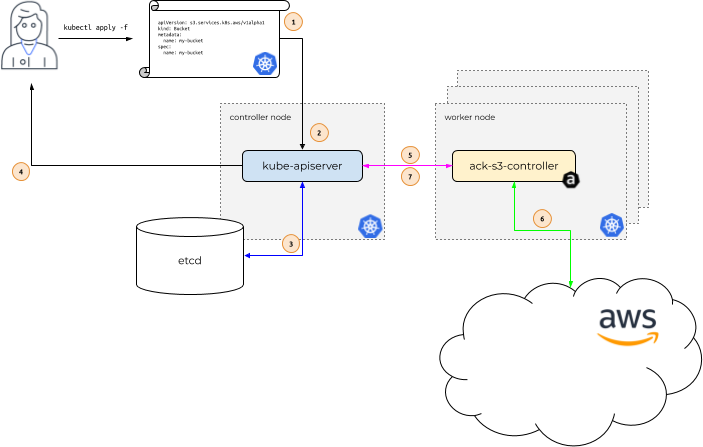 kubectl apply -f
apiVersion: s3.services.k8s.aws/v1alpha1
kind: Bucket
metadata:
name: my-bucket
spec:
name: my-bucket
1
controller node
worker node
2
kube-apiserver
5
7
ack-s3-controller
a
4
3
6
etcd
aws